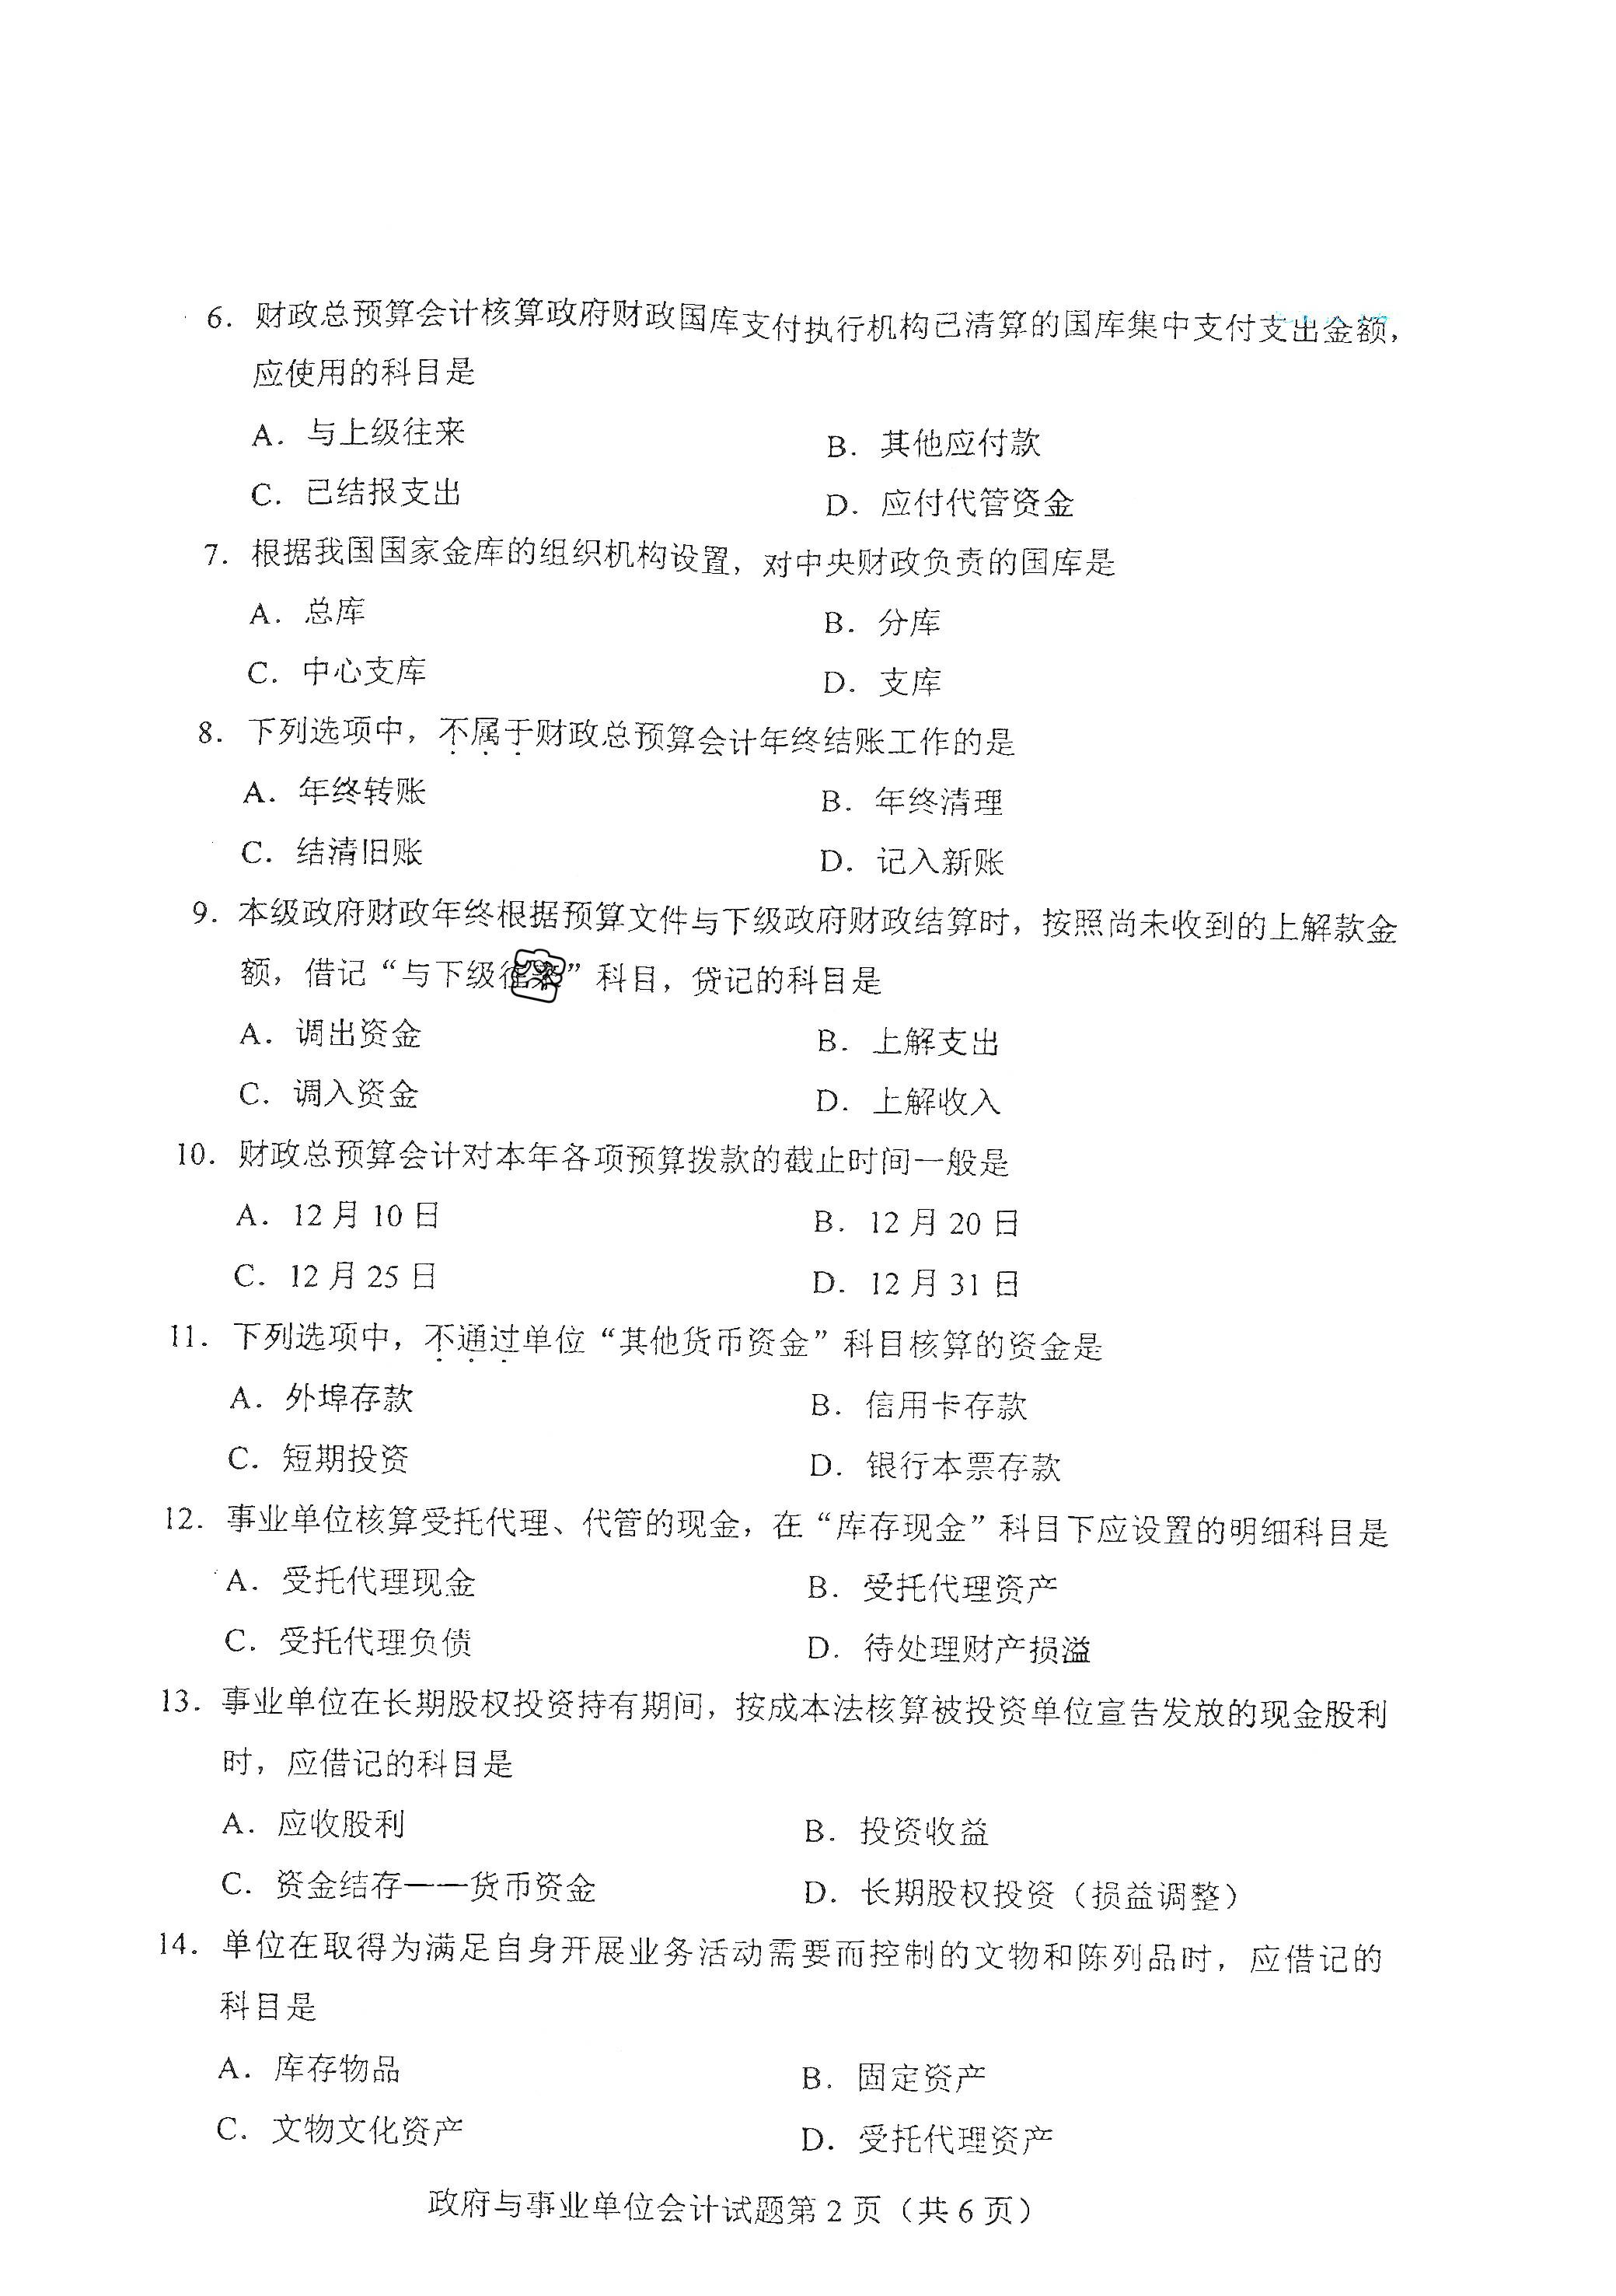 6. 财政总预算会计核算政府财政国库支付执行机构已清算的国库集中支付支出金额，
应使用的科目是
A. 与上级往来 B. 其他应付款
C. 已结报支出 D. 应付代管资金
7. 根据我国国家金库的组织机构设置，对中央财政负责的国库是
A. 总库 B. 分库
C. 中心支库 D. 支库
8. 下列选项中，不属于财政总预算会计年终结账工作的是
A. 年终转账 B. 年终清理
C. 结清旧账 D. 记入新账
9. 本级政府财政年终根据预算文件与下级政府财政结算时，按照尚未收到的上解款金
额，借记“与下级往来”科目，贷记的科目是
A. 调出资金 B. 上解支出
C. 调入资金 D. 上解收入
10. 财政总预算会计对本年各项预算拨款的截止时间一般是
A. 12 月 10 日 B. 12 月 20 日
C. 12 月 25 日 D. 12 月 31 日
11. 下列选项中，不通过单位“其他货币资金”科目核算的资金是
A. 外埠存款 B. 信用卡存款
C. 短期投资 D. 银行本票存款
12. 事业单位核算受托代理、代管的现金，在“库存现金”科目下应设置的明细科目是
A. 受托代理现金 B. 受托代理资产
C. 受托代理负债 D. 待处理财产损溢
13. 事业单位在长期股权投资持有期间，按成本法核算被投资单位宣告发放的现金股利
时，应借记的科目是
A. 应收股利 B. 投资收益
C. 资金结存——货币资金 D. 长期股权投资（损益调整）
14. 单位在取得为满足自身开展业务活动需要而控制的文物和陈列品时，应借记的
科目是
A. 库存物品 B. 固定资产
C. 文物文化资产 D. 受托代理资产
政府与事业单位会计试题第 2 页（共 6 页）